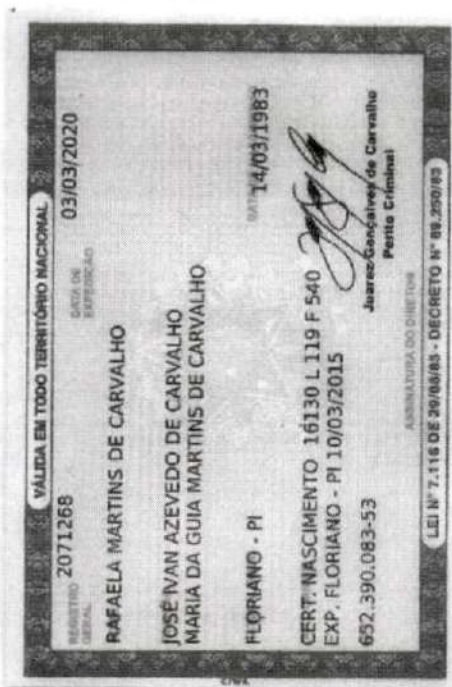 VÁLIDA EM TODO TERRITÓRIO NACIONAL
REGISTRO GERAL 2071268 DATA DE EXPEDIÇÃO 03/03/2020
RAFAELA MARTINS DE CARVALHO
JOSÉ IVAN AZEVEDO DE CARVALHO
MARIA DA GUIA MARTINS DE CARVALHO
FLORIANO - PI 14/03/1983
CERT. NASCIMENTO 16130 L 119 F 540
EXP. FLORIANO - PI 10/03/2015
652.390.083-53
Juarez Gonçalves de Carvalho
Perito Criminal
ASSINATURA DO DIRETOR
LEI Nº 7.116 DE 29/08/83 - DECRETO Nº 89.250/83